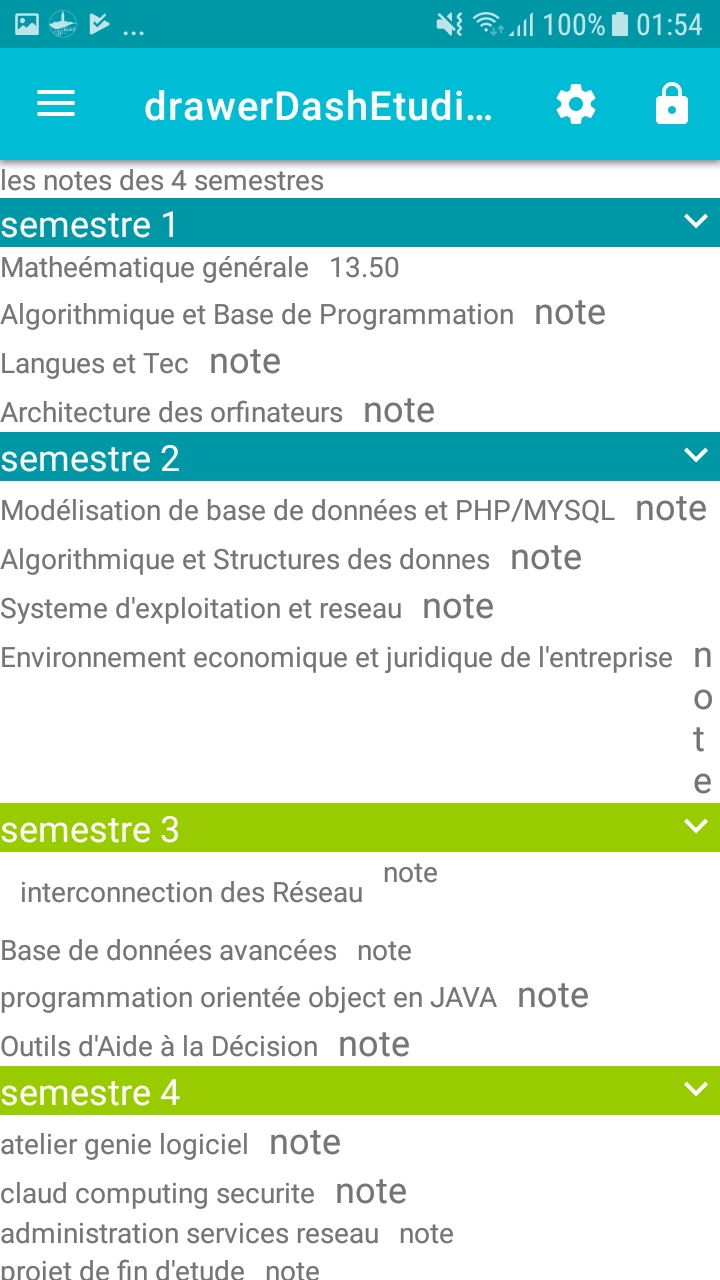 ... 100% 01:54
drawerDashEtudi...
les notes des 4 semestres
semestre 1
Matheématique générale 13.50
Algorithmique et Base de Programmation note
Langues et Tec note
Architecture des orfinateurs note
semestre 2
Modélisation de base de données et PHP/MYSQL note
Algorithmique et Structures des donnes note
Systeme d'exploitation et reseau note
Environnement economique et juridique de l'entreprise n
o
t
e
semestre 3
note
interconnection des Réseau
Base de données avancées note
programmation orientée object en JAVA note
Outils d'Aide à la Décision note
semestre 4
atelier genie logiciel note
claud computing securite note
administration services reseau note
projet de fin d'etude note